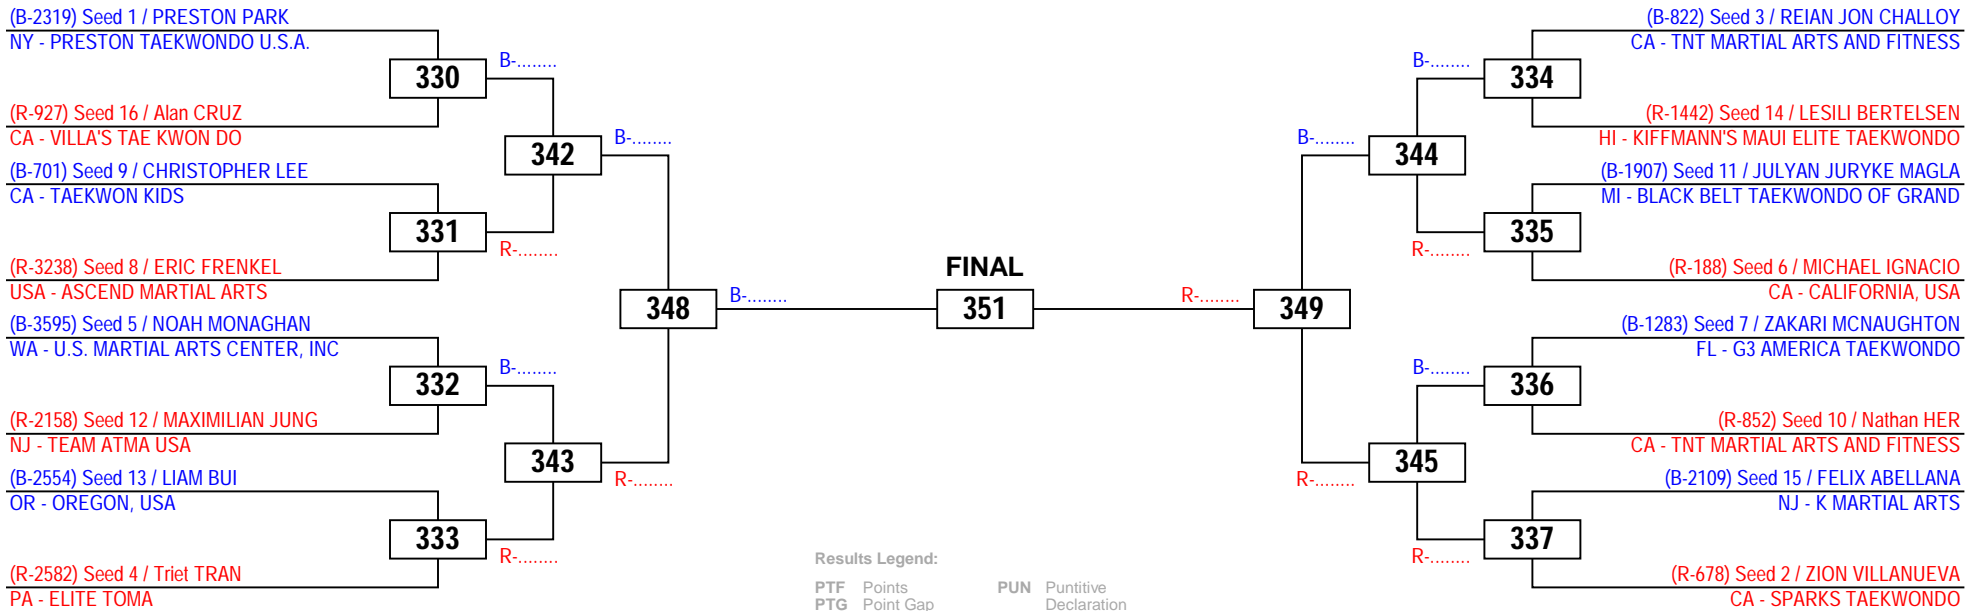 (B-2319) Seed 1 / PRESTON PARK
NY - PRESTON TAEKWONDO U.S.A.
330
B-........
(R-927) Seed 16 / Alan CRUZ
CA - VILLA'S TAE KWON DO
342
B-........
(B-701) Seed 9 / CHRISTOPHER LEE
CA - TAEKWON KIDS
331
R-........
(R-3238) Seed 8 / ERIC FRENKEL
USA - ASCEND MARTIAL ARTS
348
B-........
(B-3595) Seed 5 / NOAH MONAGHAN
WA - U.S. MARTIAL ARTS CENTER, INC
332
B-........
(R-2158) Seed 12 / MAXIMILIAN JUNG
NJ - TEAM ATMA USA
343
R-........
(B-2554) Seed 13 / LIAM BUI
OR - OREGON, USA
333
R-........
(R-2582) Seed 4 / Triet TRAN
PA - ELITE TOMA
FINAL
351
(B-822) Seed 3 / REIAN JON CHALLOY
CA - TNT MARTIAL ARTS AND FITNESS
B-........
334
(R-1442) Seed 14 / LESILI BERTELSEN
HI - KIFFMANN'S MAUI ELITE TAEKWONDO
B-........
344
(B-1907) Seed 11 / JULYAN JURYKE MAGLA
MI - BLACK BELT TAEKWONDO OF GRAND
335
R-........
(R-188) Seed 6 / MICHAEL IGNACIO
CA - CALIFORNIA, USA
R-........
349
(B-1283) Seed 7 / ZAKARI MCNAUGHTON
FL - G3 AMERICA TAEKWONDO
B-........
336
(R-852) Seed 10 / Nathan HER
CA - TNT MARTIAL ARTS AND FITNESS
345
R-........
(B-2109) Seed 15 / FELIX ABELLANA
NJ - K MARTIAL ARTS
337
R-........
(R-678) Seed 2 / ZION VILLANUEVA
CA - SPARKS TAEKWONDO
Results Legend:
PTF Points PUN Puntitive
PTG Point Gap Declaration